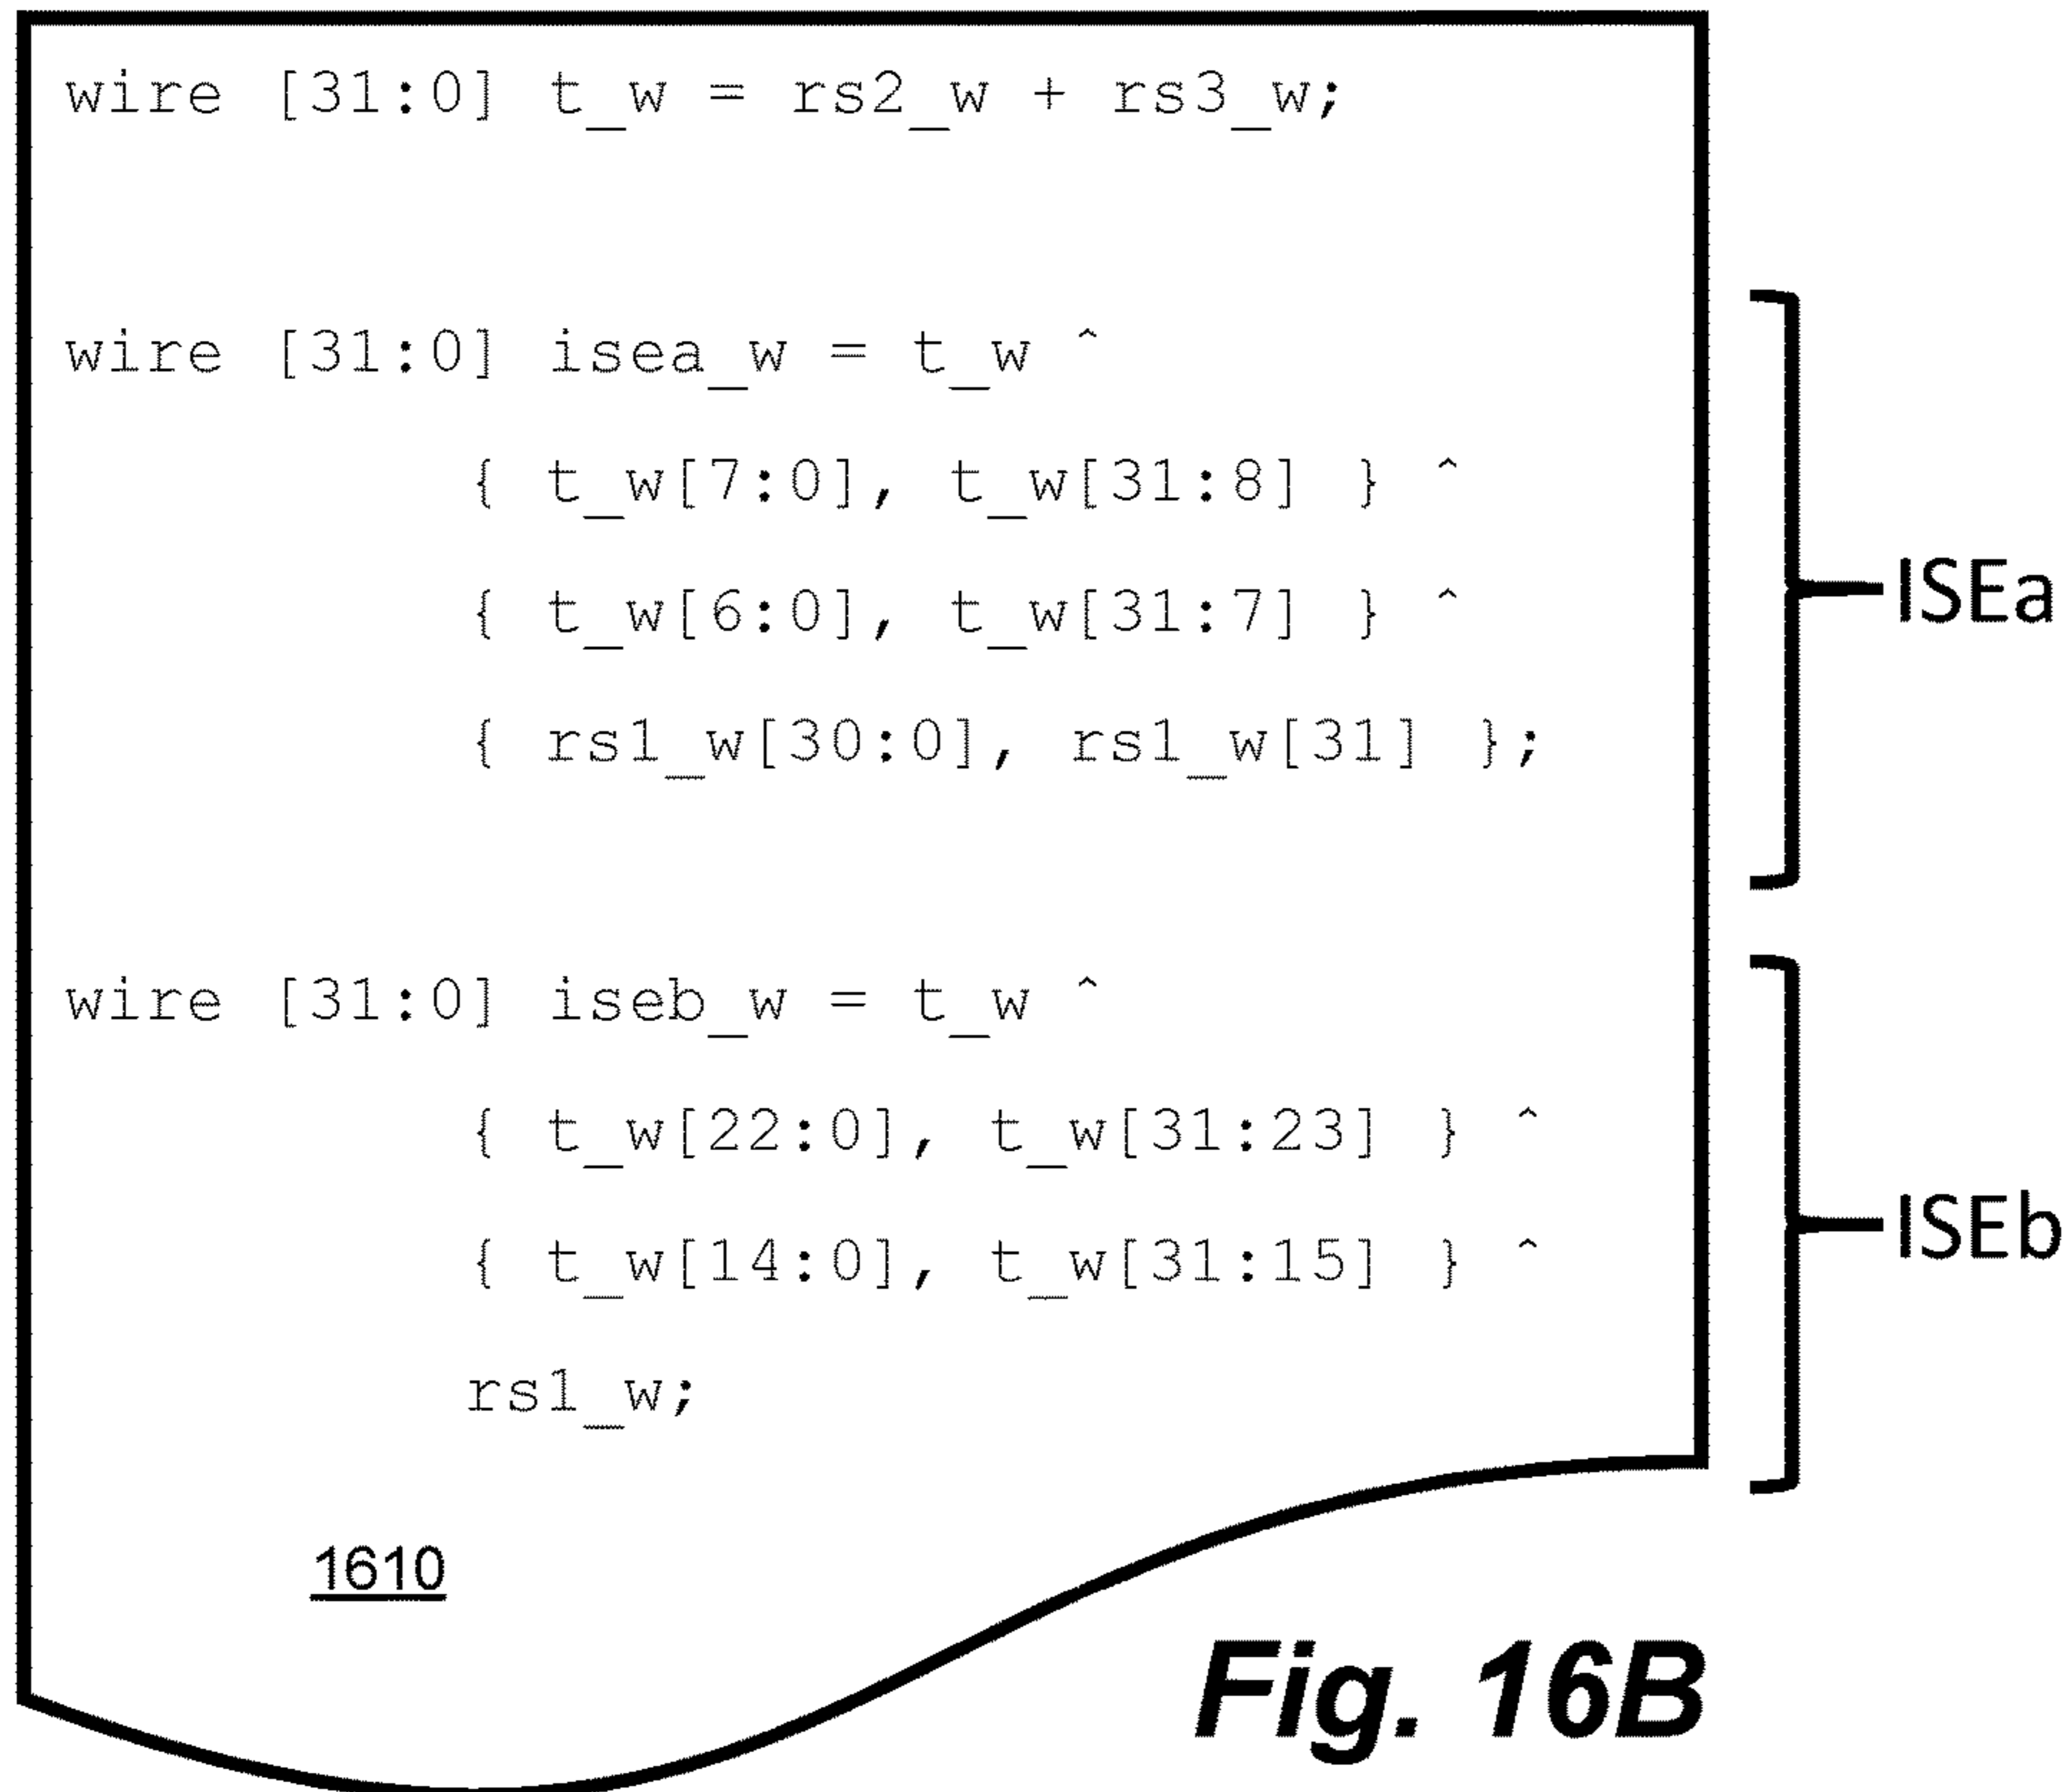 wire [31:0] t_w = rs2_w + rs3_w;
wire [31:0] isea_w = t_w ^
{ t_w[7:0], t_w[31:8] } ^
{ t_w[6:0], t_w[31:7] } ^
{ rs1_w[30:0], rs1_w[31] };
ISEa
wire [31:0] iseb_w = t_w ^
{ t_w[22:0], t_w[31:23] } ^
{ t_w[14:0], t_w[31:15] } ^
rs1_w;
ISEb
1610
Fig. 16B